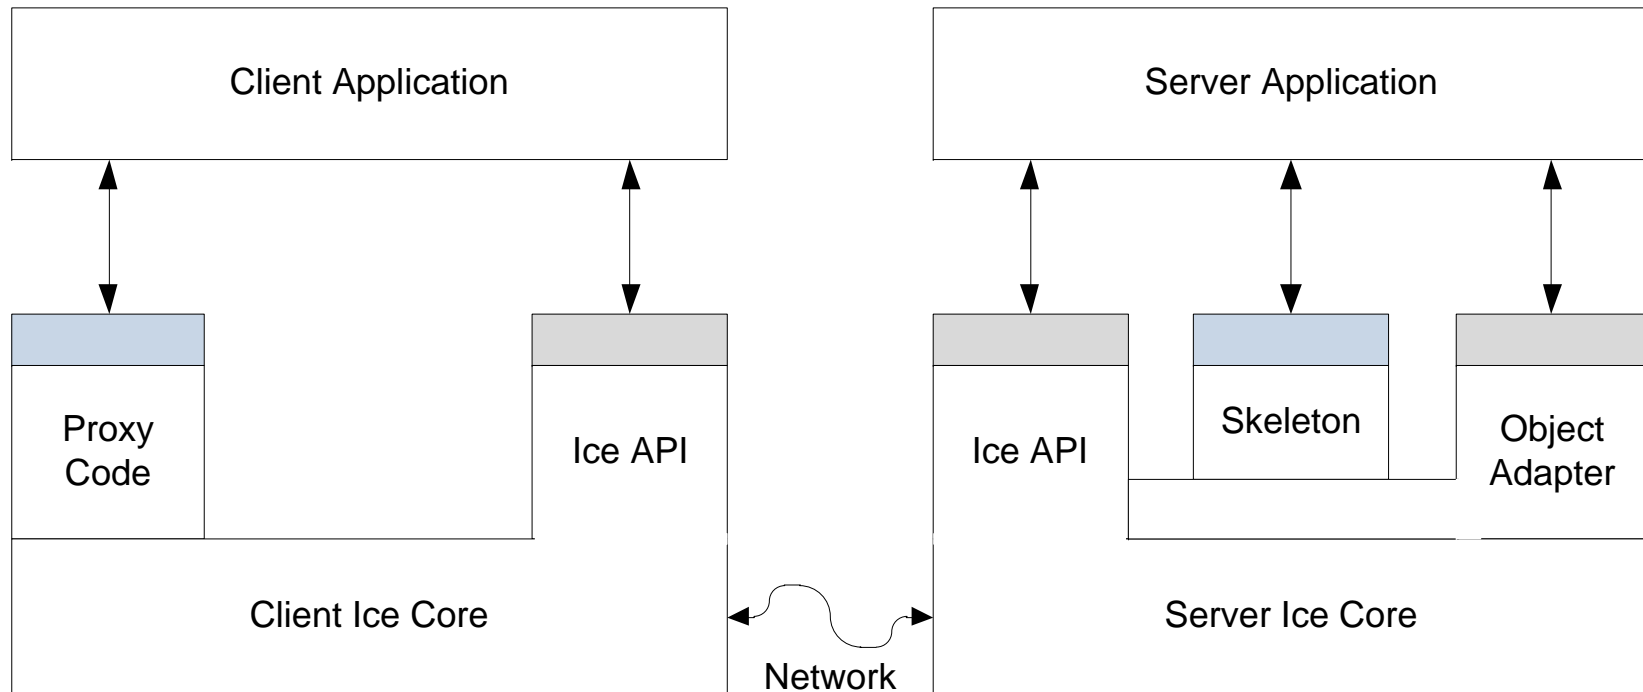 Client Application
Server Application
Proxy
Code
Ice API
Ice API
Skeleton
Object
Adapter
Client Ice Core
Server Ice Core
Network